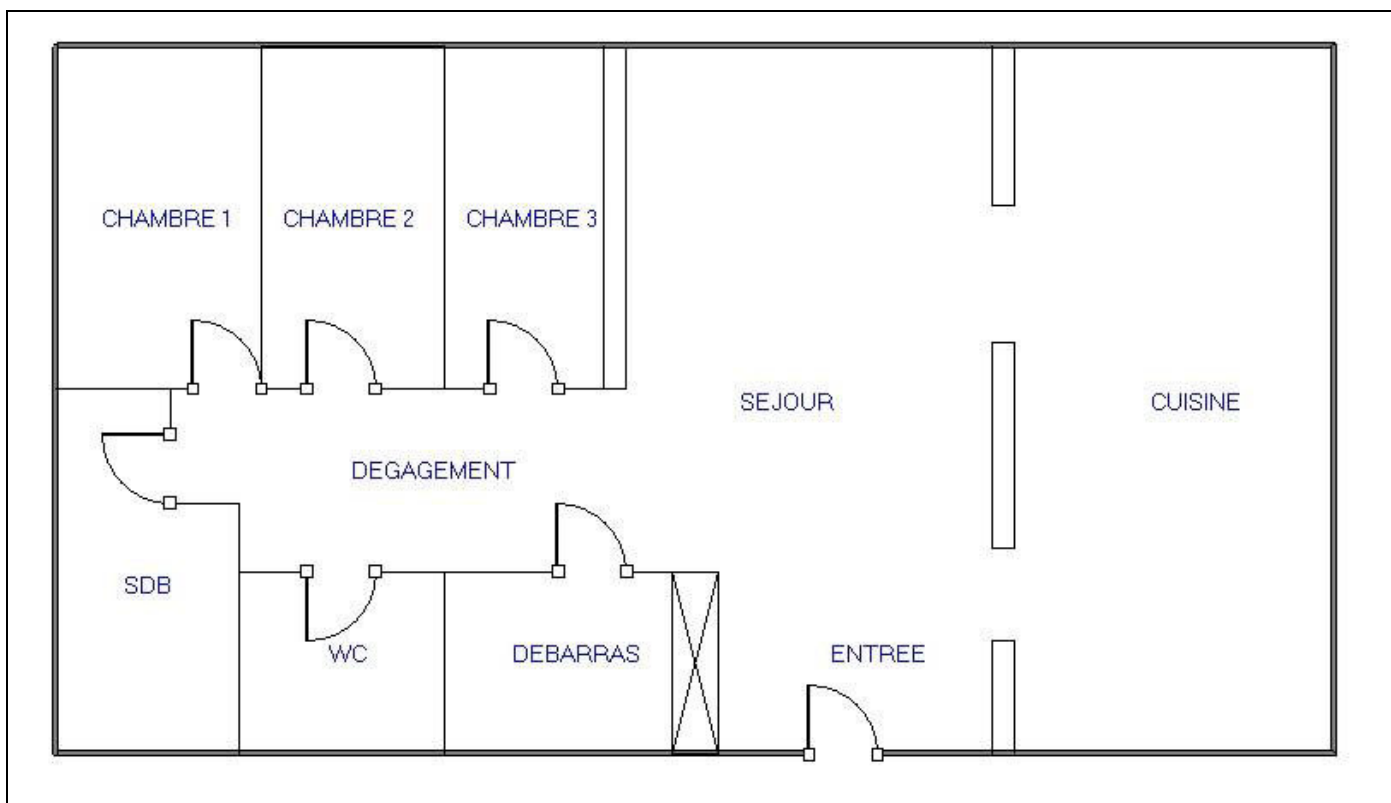 CHAMBRE 1
CHAMBRE 2
CHAMBRE 3
SEJOUR
CUISINE
DEGAGEMENT
SDB
WC
DEBARRAS
ENTREE